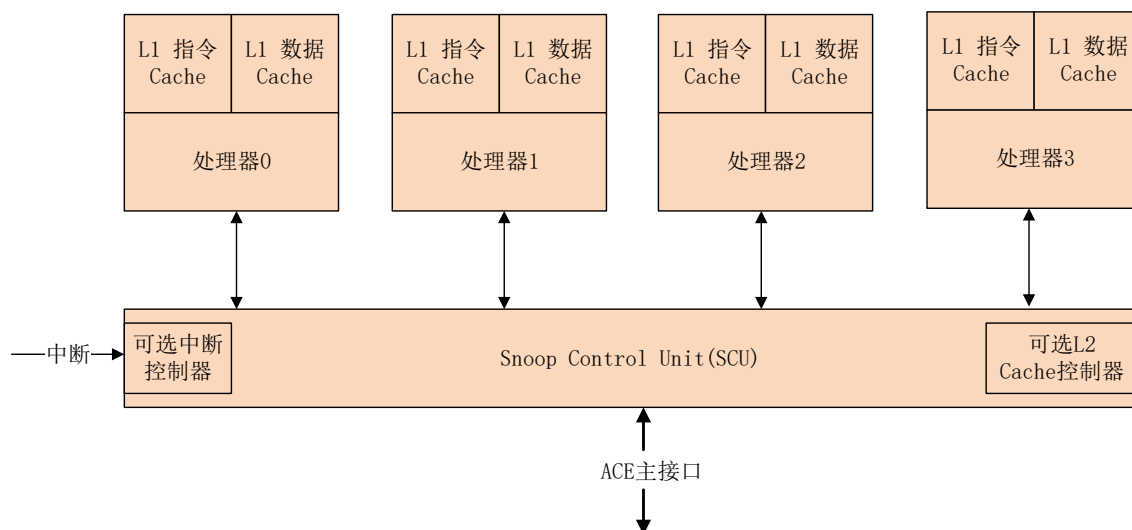 L1 指令
Cache
L1 数据
Cache
L1 指令
Cache
L1 数据
Cache
L1 指令
Cache
L1 数据
Cache
L1 指令
Cache
L1 数据
Cache
处理器0
处理器1
处理器2
处理器3
中断
可选中断
控制器
Snoop Control Unit(SCU)
可选L2
Cache控制器
ACE主接口